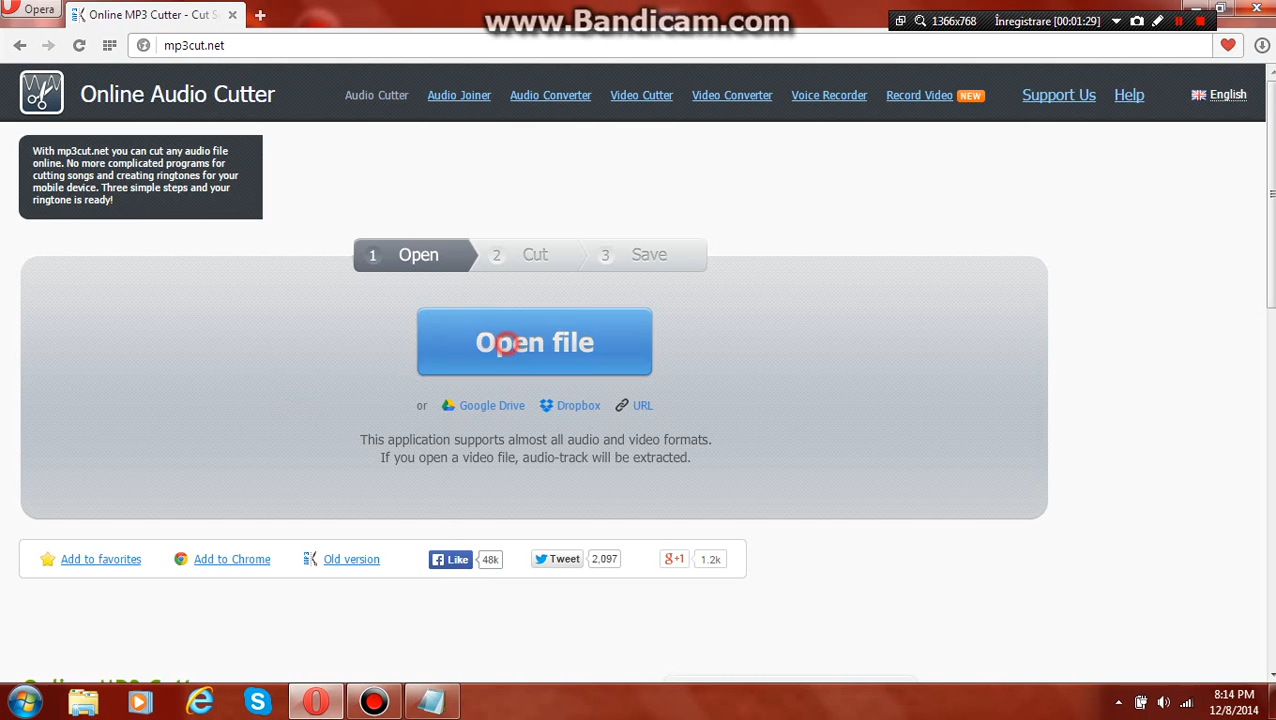 Opera
Online MP3 Cutter - Cut S
www.Bandicam.com
1366x768
Înregistrare [00:01:29]
mp3cut.net
Online Audio Cutter
Audio Cutter
Audio Joiner
Audio Converter
Video Cutter
Video Converter
Voice Recorder
Record Video NEW
Support Us
Help
English
With mp3cut.net you can cut any audio file
online. No more complicated programs for
cutting songs and creating ringtones for your
mobile device. Three simple steps and your
ringtone is ready!
1 Open
2 Cut
3 Save
Open file
or Google Drive Dropbox URL
This application supports almost all audio and video formats.
If you open a video file, audio-track will be extracted.
Add to favorites
Add to Chrome
Old version
Like 48k
Tweet 2,097
g+1 1.2k
8:14 PM
12/8/2014